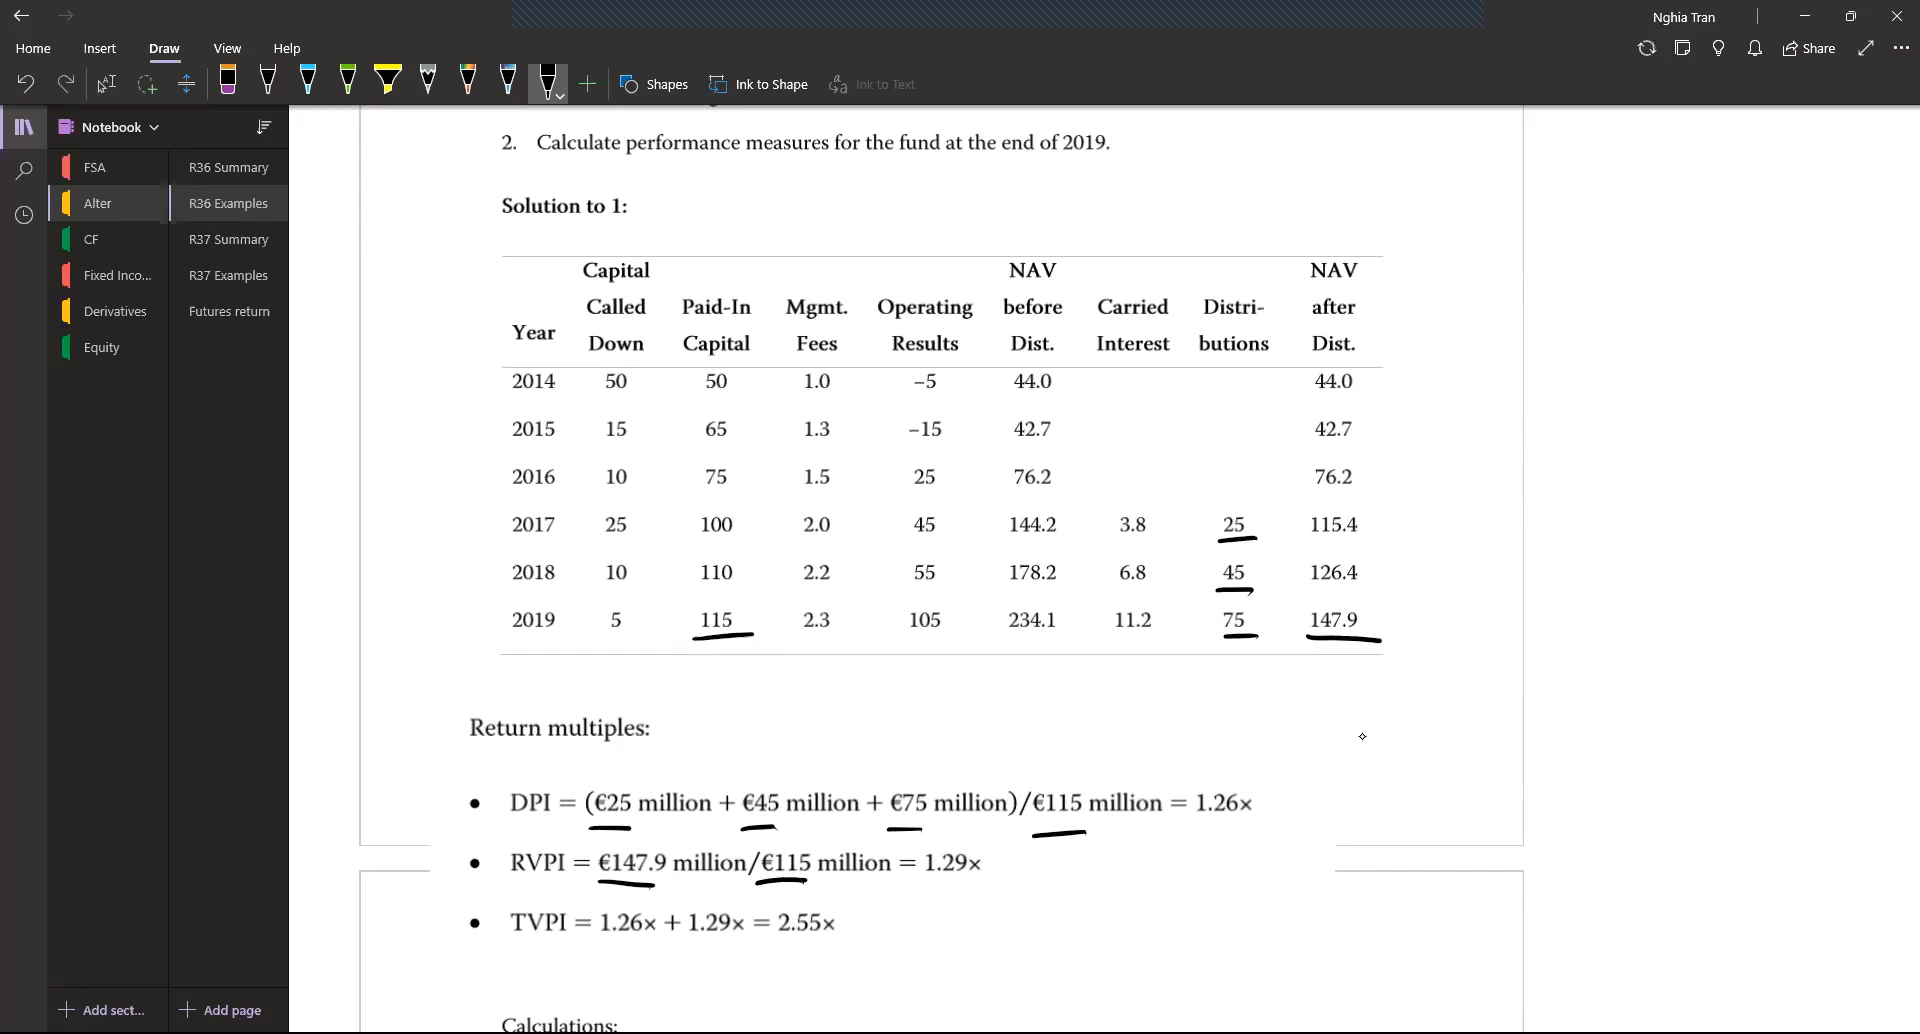 Nghia Tran
Home Insert Draw View Help
Share
Shapes Ink to Shape Ink to Text
Notebook
FSA
Alter
CF
Fixed Inco...
Derivatives
Equity
R36 Summary
R36 Examples
R37 Summary
R37 Examples
Futures return
Add sect...
Add page
2. Calculate performance measures for the fund at the end of 2019.
Solution to 1:
Year Capital Called Down Paid-In Capital Mgmt. Fees Operating Results NAV before Dist. Carried Interest Distri-butions NAV after Dist.
2014 50 50 1.0 –5 44.0 44.0
2015 15 65 1.3 –15 42.7 42.7
2016 10 75 1.5 25 76.2 76.2
2017 25 100 2.0 45 144.2 3.8 25 115.4
2018 10 110 2.2 55 178.2 6.8 45 126.4
2019 5 115 2.3 105 234.1 11.2 75 147.9
Return multiples:
• DPI = (€25 million + €45 million + €75 million)/€115 million = 1.26×
• RVPI = €147.9 million/€115 million = 1.29×
• TVPI = 1.26× + 1.29× = 2.55×
Calculations: